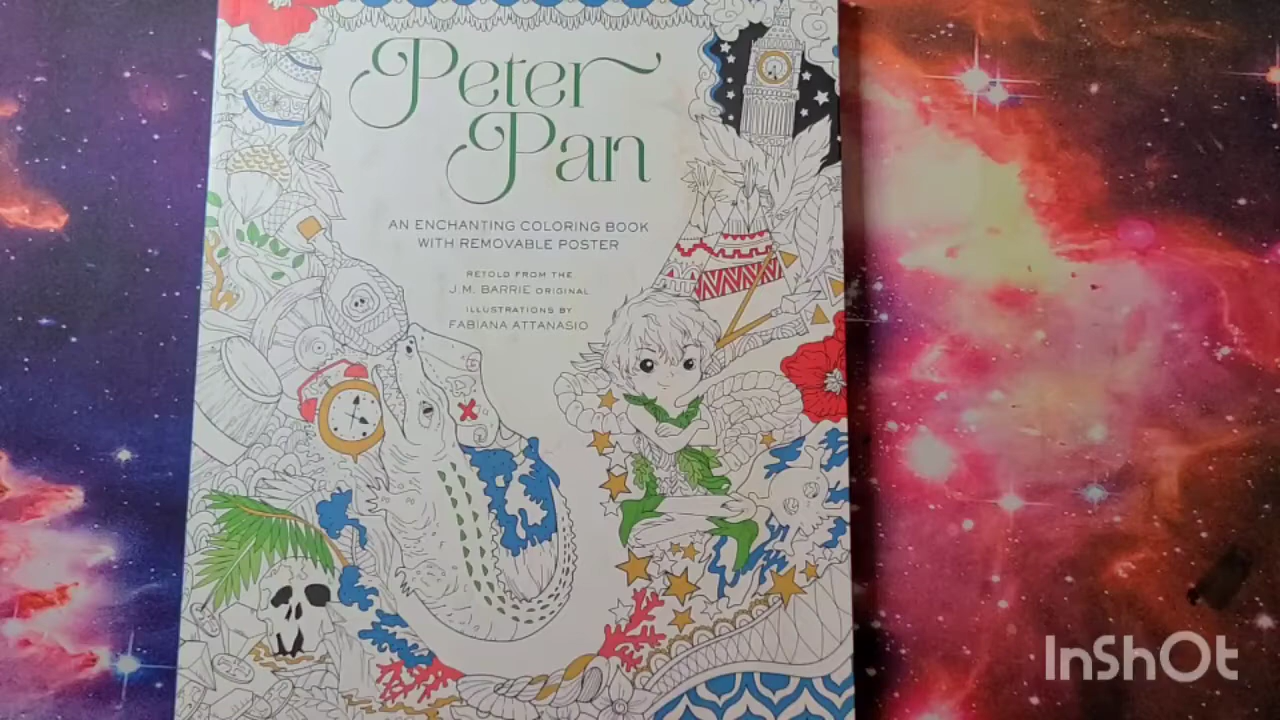 Peter
Pan
AN ENCHANTING COLORING BOOK
WITH REMOVABLE POSTER
RETOLD FROM THE
J.M. BARRIE ORIGINAL
ILLUSTRATIONS BY
FABIANA ATTANASIO
InShOt